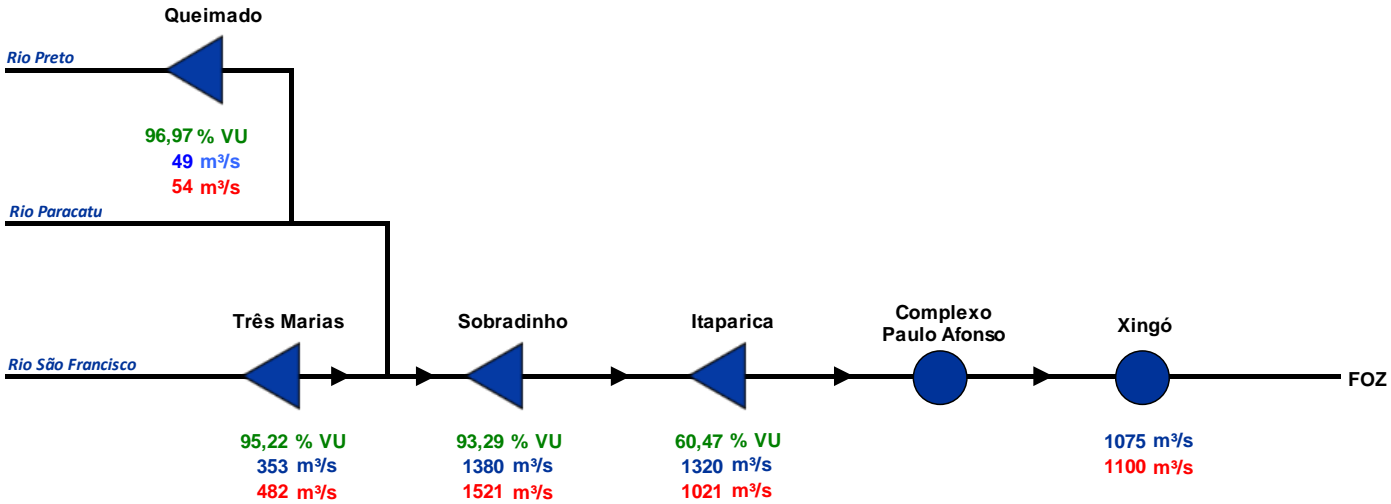 Queimado
Rio Preto
96,97 % VU
49 m³/s
54 m³/s
Rio Paracatu
Três Marias
Sobradinho
Itaparica
Complexo
Paulo Afonso
Xingó
Rio São Francisco
FOZ
95,22 % VU
353 m³/s
482 m³/s
93,29 % VU
1380 m³/s
1521 m³/s
60,47 % VU
1320 m³/s
1021 m³/s
1075 m³/s
1100 m³/s